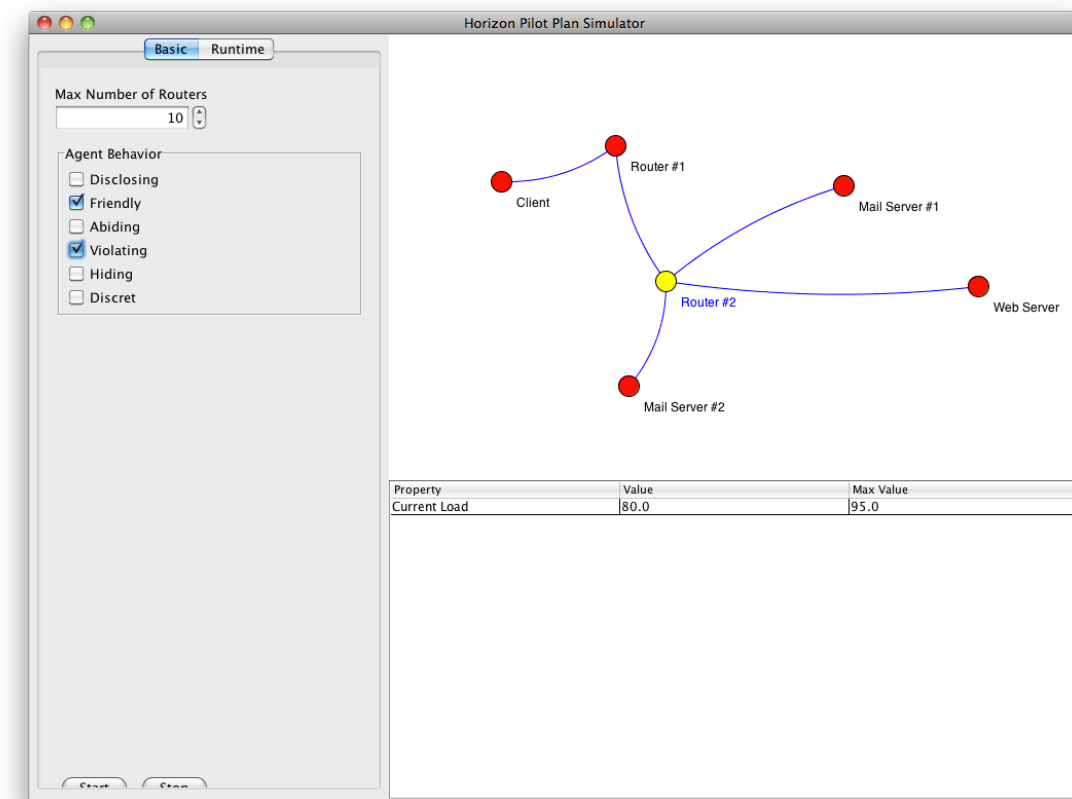 Horizon Pilot Plan Simulator
Basic Runtime
Max Number of Routers
10
Agent Behavior
Disclosing
Friendly
Abiding
Violating
Hiding
Discret
Router #1
Client
Mail Server #1
Router #2
Web Server
Mail Server #2
Property Value Max Value
Current Load 80.0 95.0
Start Stop